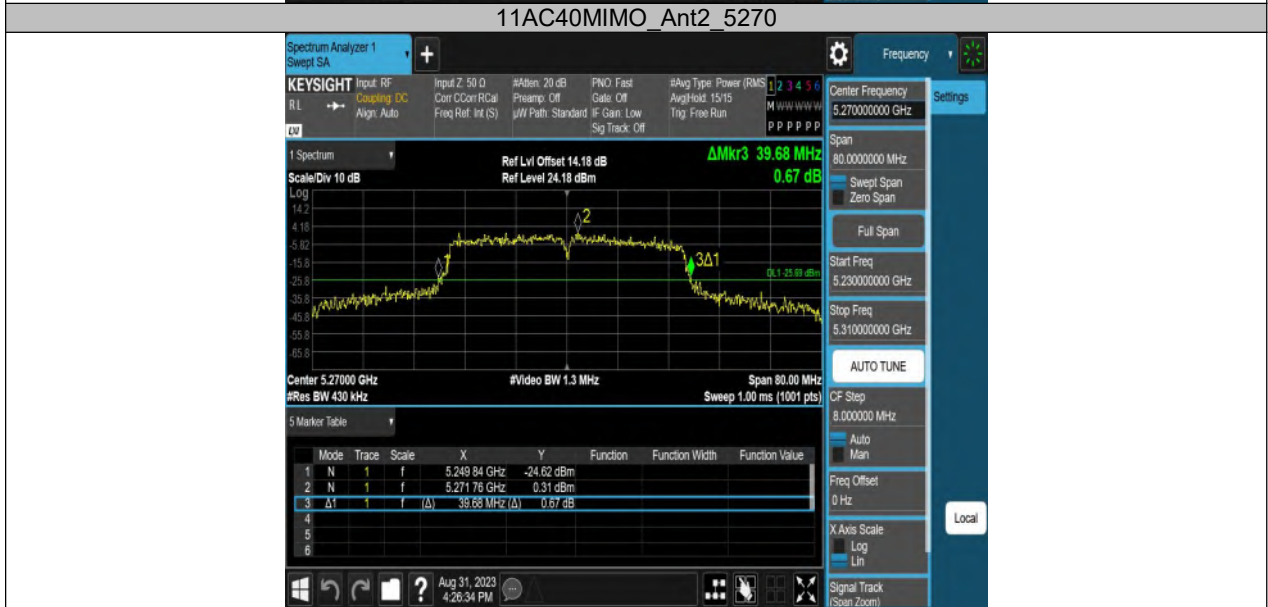 11AC40MIMO_Ant2_5270
Spectrum Analyzer 1
Swept SA
+
Frequency
KEYSIGHT
RL
LXI
Input: RF
Coupling: DC
Align: Auto
Input Z: 50 Ω
Corr CCorr RCal
Freq Ref: Int (S)
#Atten: 20 dB
Preamp: Off
µW Path: Standard
PNO: Fast
Gate: Off
IF Gain: Low
Sig Track: Off
#Avg Type: Power (RMS
Avg|Hold: 15/15
Trig: Free Run
1 2 3 4 5 6
M W W W W W
P P P P P P
Center Frequency
5.270000000 GHz
Settings
Span
80.0000000 MHz
Swept Span
Zero Span
Full Span
Start Freq
5.230000000 GHz
Stop Freq
5.310000000 GHz
AUTO TUNE
CF Step
8.000000 MHz
Auto
Man
Freq Offset
0 Hz
X Axis Scale
Log
Lin
Signal Track
(Span Zoom)
Local
1 Spectrum
Scale/Div 10 dB
Ref Lvl Offset 14.18 dB
Ref Level 24.18 dBm
ΔMkr3 39.68 MHz
0.67 dB
Log
14.2
4.18
-5.82
-15.8
-25.8
-35.8
-45.8
-55.8
-65.8
1
2
3Δ1
DL1 -25.69 dBm
Center 5.27000 GHz
#Res BW 430 kHz
#Video BW 1.3 MHz
Span 80.00 MHz
Sweep 1.00 ms (1001 pts)
5 Marker Table
Mode Trace Scale X Y Function Function Width Function Value
1 N 1 f 5.249 84 GHz -24.62 dBm
2 N 1 f 5.271 76 GHz 0.31 dBm
3 Δ1 1 f (Δ) 39.68 MHz (Δ) 0.67 dB
4
5
6
?
Aug 31, 2023
4:26:34 PM